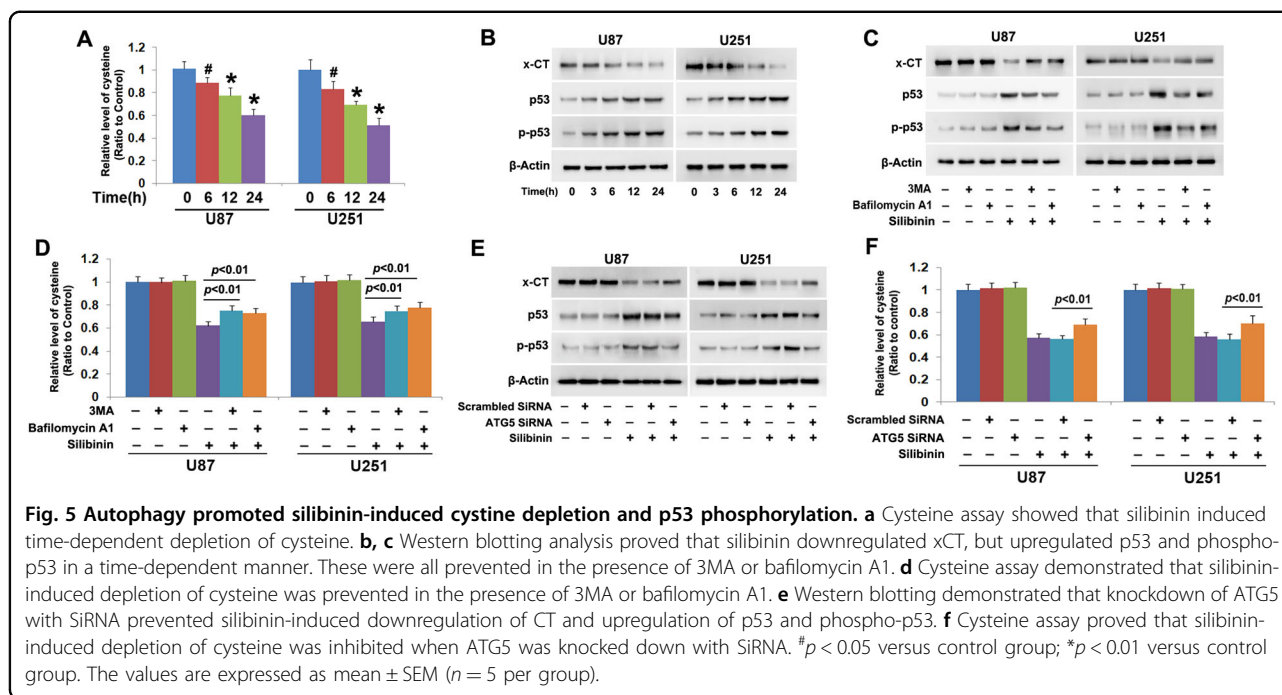 A
Relative level of cysteine
(Ratio to Control)
1.2
1
0.8
0.6
0.4
0.2
0
# * *
# * *
Time(h) 0 6 12 24 0 6 12 24
U87 U251
B
U87 U251
x-CT
p53
p-p53
β-Actin
Time(h) 0 3 6 12 24 0 3 6 12 24
C
U87 U251
x-CT
p53
p-p53
β-Actin
3MA – + – – + – – + – – + –
Bafilomycin A1 – – + – – + – – + – – +
Silibinin – – – + + + – – – + + +
D
Relative level of cysteine
(Ratio to Control)
1.2
1
0.8
0.6
0.4
0.2
0
p<0.01
p<0.01
p<0.01
p<0.01
3MA – + – – + – – + – – + –
Bafilomycin A1 – – + – – + – – + – – +
Silibinin – – – + + + – – – + + +
U87 U251
E
U87 U251
x-CT
p53
p-p53
β-Actin
Scrambled SiRNA – + – – + – – + – – + –
ATG5 SiRNA – – + – – + – – + – – +
Silibinin – – – + + + – – – + + +
F
Relative level of cysteine
(Ratio to control)
1.2
1
0.8
0.6
0.4
0.2
0
p<0.01
p<0.01
Scrambled SiRNA – + – – + – – + – – + –
ATG5 SiRNA – – + – – + – – + – – +
Silibinin – – – + + + – – – + + +
U87 U251
Fig. 5 Autophagy promoted silibinin-induced cystine depletion and p53 phosphorylation. a Cysteine assay showed that silibinin induced
time-dependent depletion of cysteine. b, c Western blotting analysis proved that silibinin downregulated xCT, but upregulated p53 and phospho-
p53 in a time-dependent manner. These were all prevented in the presence of 3MA or bafilomycin A1. d Cysteine assay demonstrated that silibinin-
induced depletion of cysteine was prevented in the presence of 3MA or bafilomycin A1. e Western blotting demonstrated that knockdown of ATG5
with SiRNA prevented silibinin-induced downregulation of CT and upregulation of p53 and phospho-p53. f Cysteine assay proved that silibinin-
induced depletion of cysteine was inhibited when ATG5 was knocked down with SiRNA. #p < 0.05 versus control group; *p < 0.01 versus control
group. The values are expressed as mean ± SEM (n = 5 per group).